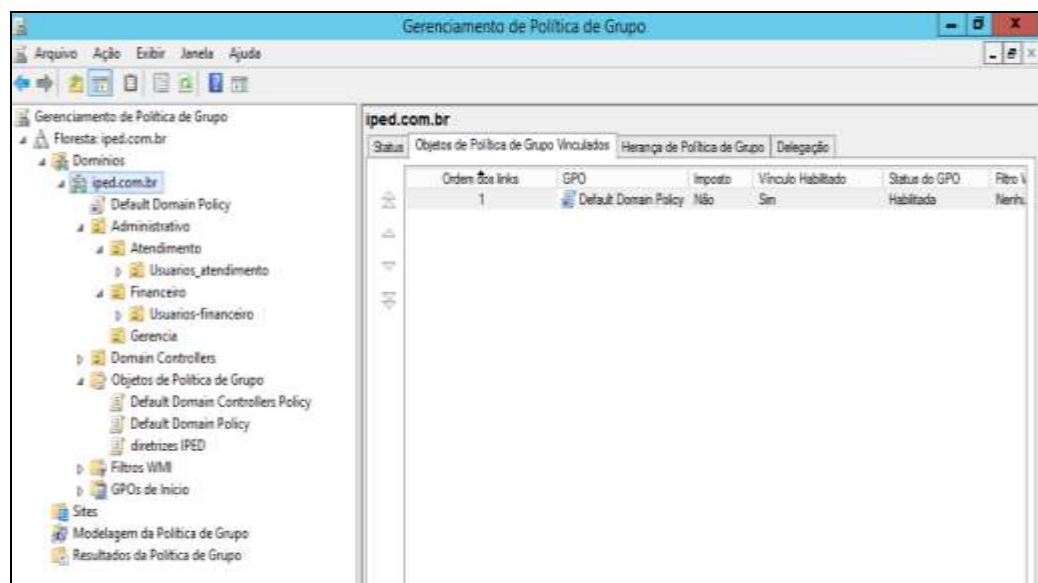 Gerenciamento de Política de Grupo
Arquivo Ação Exibir Janela Ajuda
Gerenciamento de Política de Grupo
Floresta: iped.com.br
Domínios
iped.com.br
Default Domain Policy
Administrativo
Atendimento
Usuarios_atendimento
Financeiro
Usuarios-financeiro
Gerencia
Domain Controllers
Objetos de Política de Grupo
Default Domain Controllers Policy
Default Domain Policy
diretrizes IPED
Filtros WMI
GPOs de Início
Sites
Modelagem da Política de Grupo
Resultados da Política de Grupo
iped.com.br
Status Objetos de Política de Grupo Vinculados Herança de Política de Grupo Delegação
Ordem dos links GPO Imposto Vínculo Habilitado Status do GPO Filtro
1 Default Domain Policy Não Sim Habilitada Nenhu